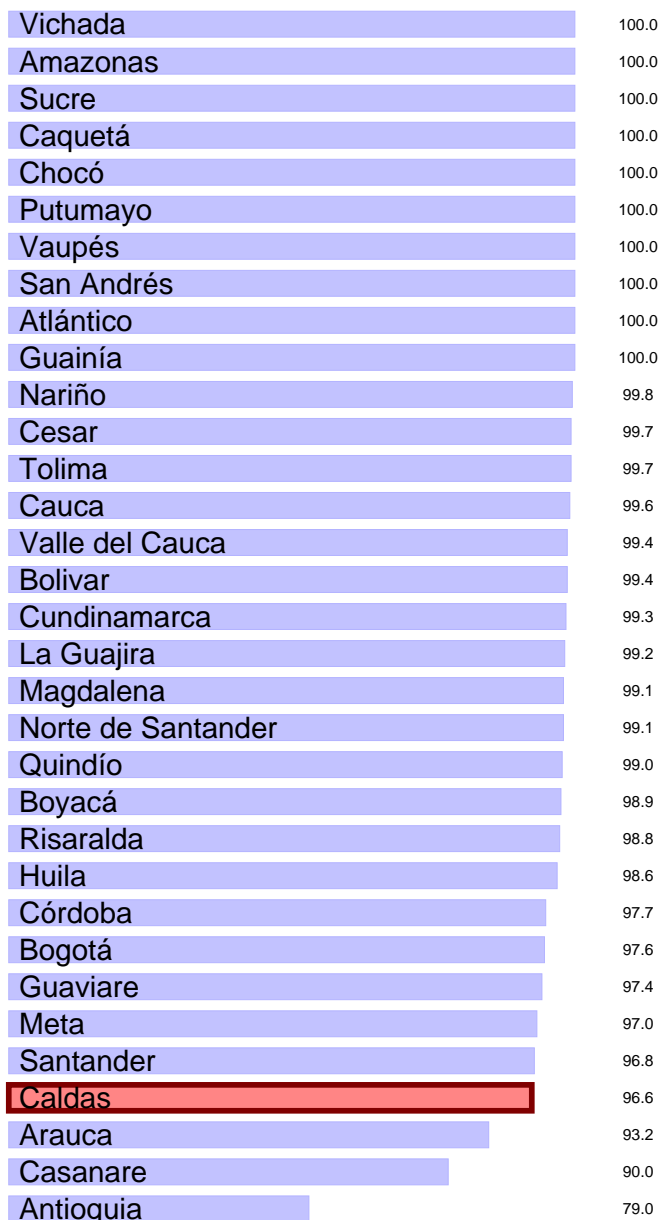 Vichada 100.0
Amazonas 100.0
Sucre 100.0
Caquetá 100.0
Chocó 100.0
Putumayo 100.0
Vaupés 100.0
San Andrés 100.0
Atlántico 100.0
Guainía 100.0
Nariño 99.8
Cesar 99.7
Tolima 99.7
Cauca 99.6
Valle del Cauca 99.4
Bolivar 99.4
Cundinamarca 99.3
La Guajira 99.2
Magdalena 99.1
Norte de Santander 99.1
Quindío 99.0
Boyacá 98.9
Risaralda 98.8
Huila 98.6
Córdoba 97.7
Bogotá 97.6
Guaviare 97.4
Meta 97.0
Santander 96.8
Caldas 96.6
Arauca 93.2
Casanare 90.0
Antioquia 79.0